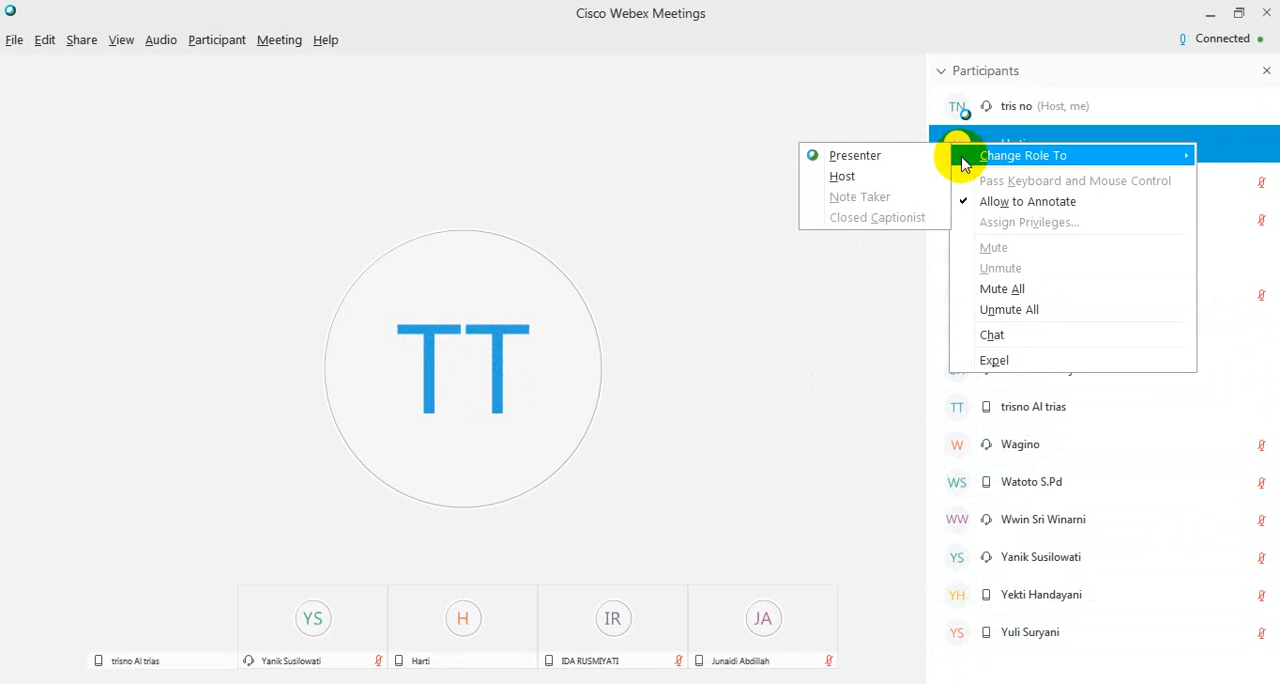 Cisco Webex Meetings
File Edit Share View Audio Participant Meeting Help
Connected
Participants
TN tris no (Host, me)
Presenter
Host
Note Taker
Closed Captionist
Change Role To
Pass Keyboard and Mouse Control
Allow to Annotate
Assign Privileges...
Mute
Unmute
Mute All
Unmute All
Chat
Expel
TT trisno Al trias
W Wagino
WS Watoto S.Pd
WW Wwin Sri Winarni
YS Yanik Susilowati
YH Yekti Handayani
YS Yuli Suryani
TT
YS H IR JA
trisno Al trias Yanik Susilowati Harti IDA RUSMIYATI Junaidi Abdillah